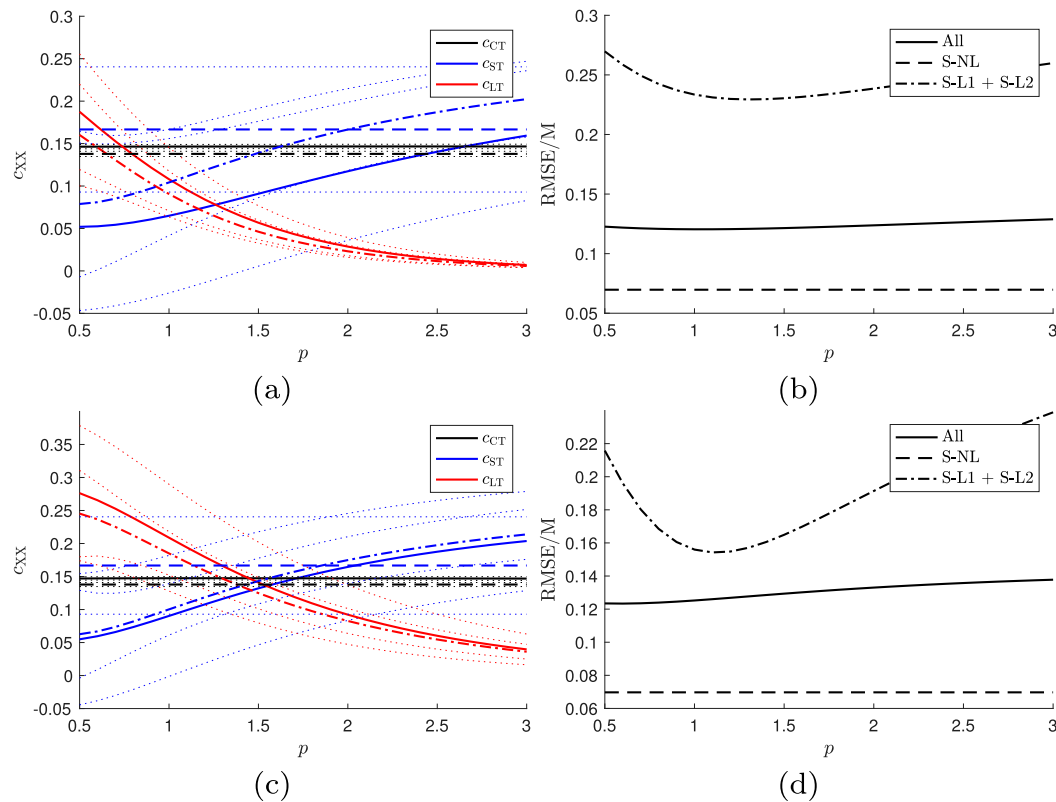 0.3
0.25
0.2
0.15
0.1
0.05
0
-0.05
c_XX
0.5
1
1.5
2
2.5
3
p
c_CT
c_ST
c_LT
(a)
0.3
0.25
0.2
0.15
0.1
0.05
RMSE/M
0.5
1
1.5
2
2.5
3
p
All
S-NL
S-L1 + S-L2
(b)
0.35
0.3
0.25
0.2
0.15
0.1
0.05
0
-0.05
c_XX
0.5
1
1.5
2
2.5
3
p
c_CT
c_ST
c_LT
(c)
0.22
0.2
0.18
0.16
0.14
0.12
0.1
0.08
0.06
RMSE/M
0.5
1
1.5
2
2.5
3
p
All
S-NL
S-L1 + S-L2
(d)